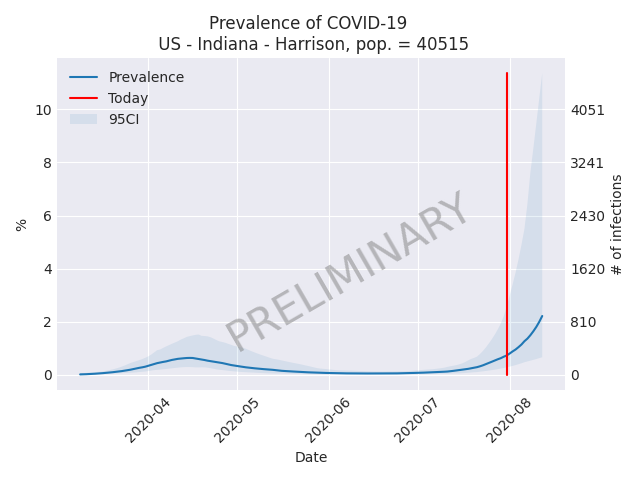 Prevalence of COVID-19
US - Indiana - Harrison, pop. = 40515
Prevalence
Today
95CI
10
8
6
4
2
0
%
4051
3241
2430
1620
810
0
# of infections
PRELIMINARY
2020-04
2020-05
2020-06
2020-07
2020-08
Date